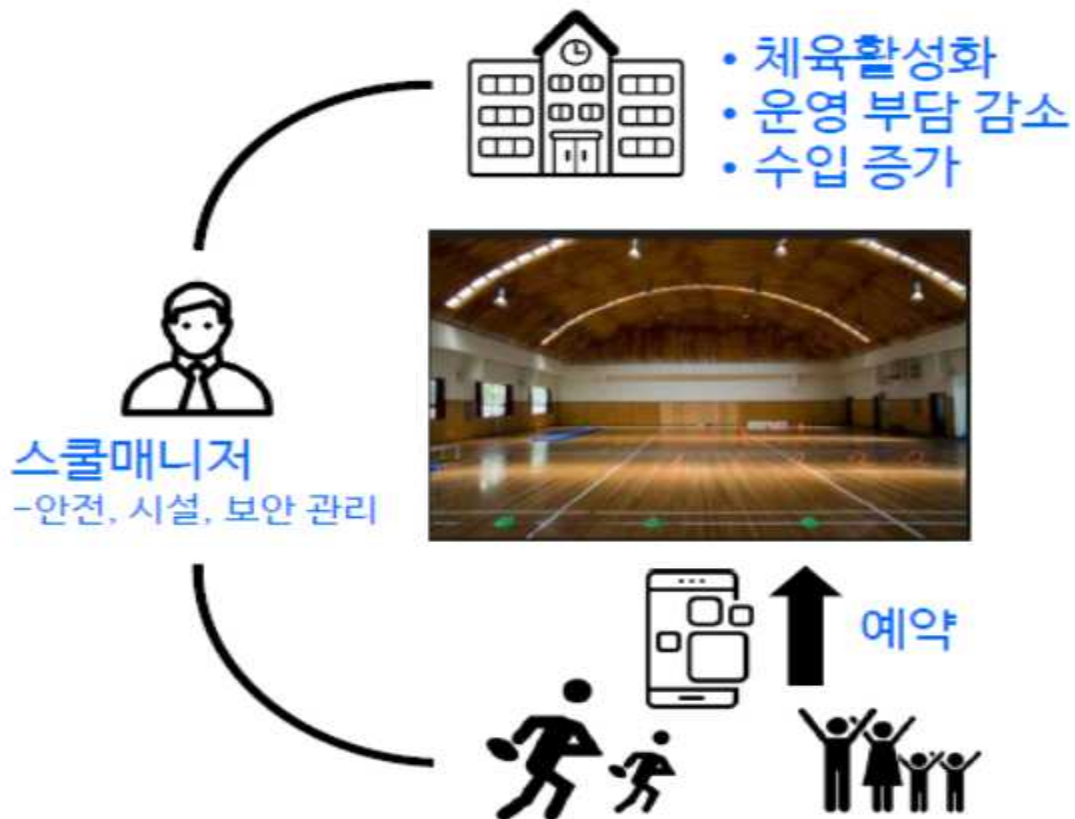 • 체육활성화
• 운영 부담 감소
• 수입 증가
스쿨매니저
-안전, 시설, 보안 관리
예약